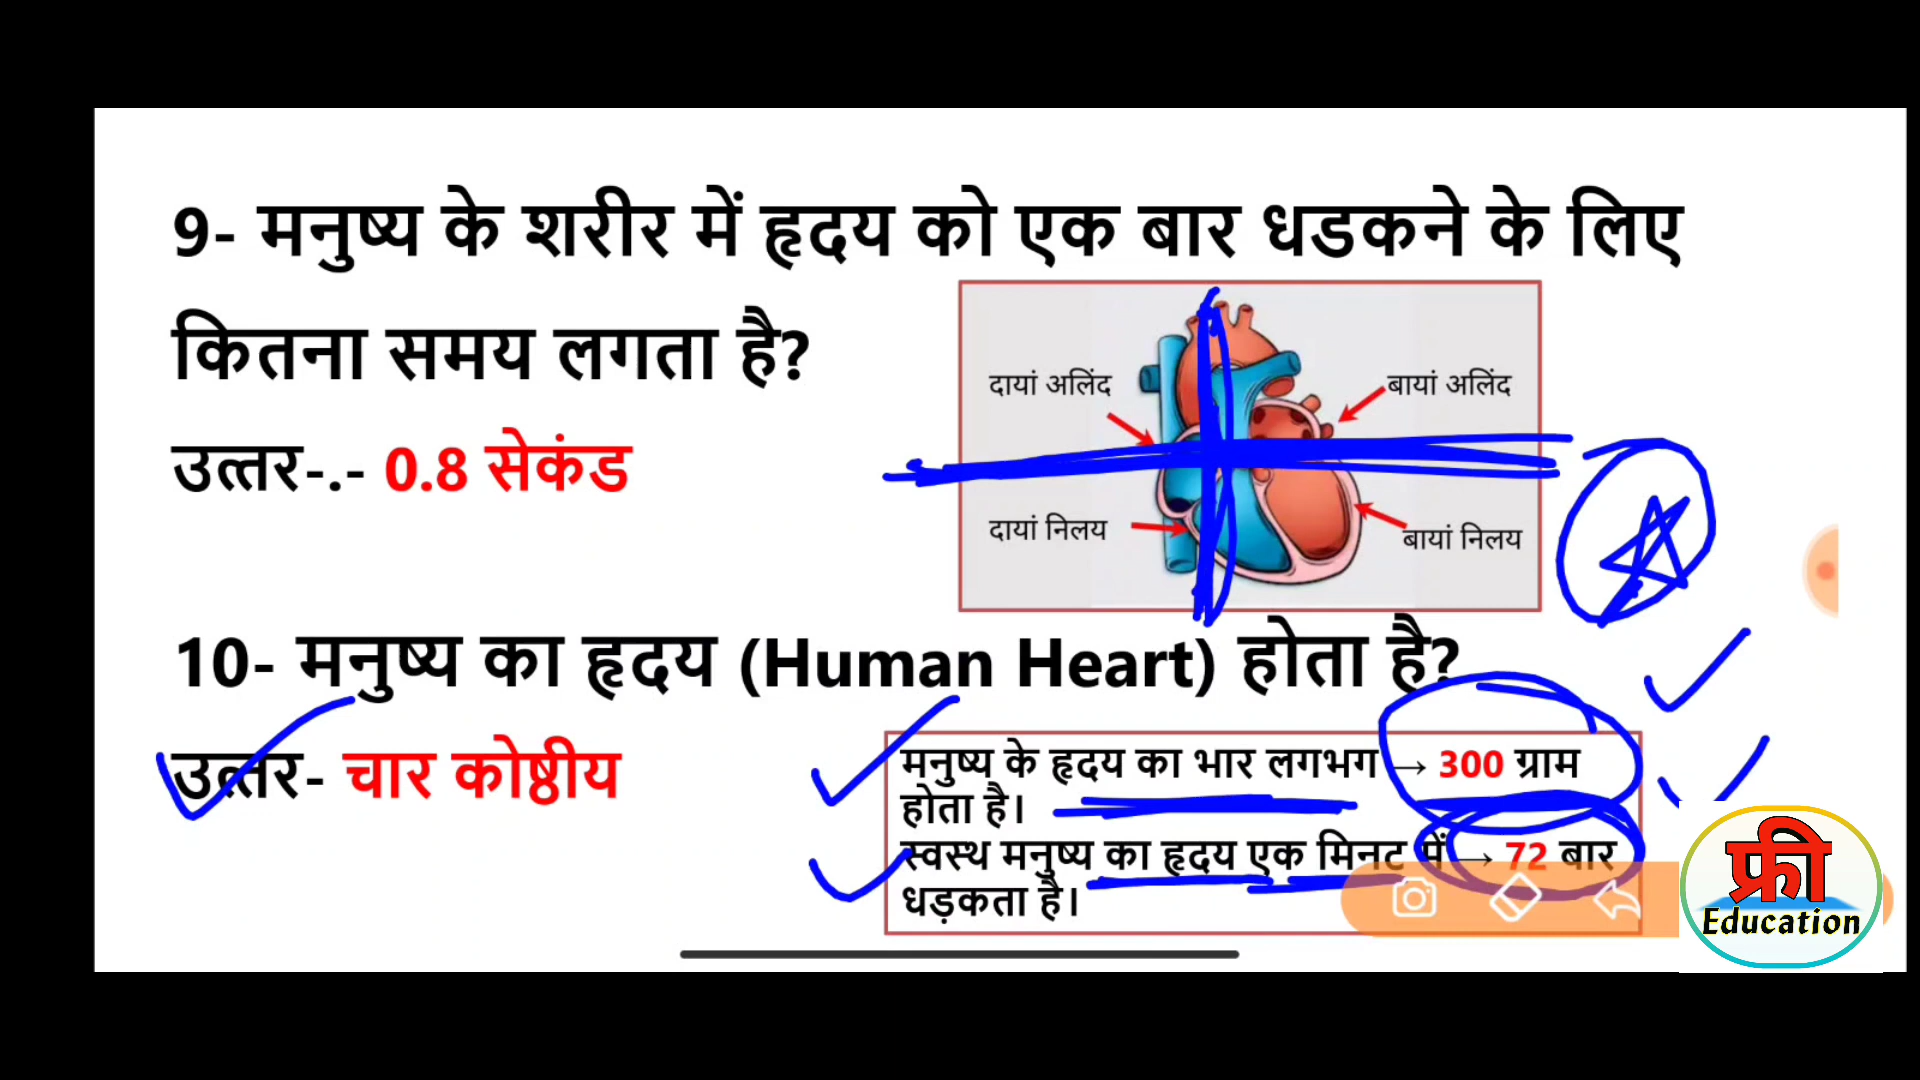 9- मनुष्य के शरीर में हृदय को एक बार धडकने के लिए
कितना समय लगता है?
उत्तर-.- 0.8 सेकंड
दायां अलिंद
बायां अलिंद
दायां निलय
बायां निलय
10- मनुष्य का हृदय (Human Heart) होता है?
उत्तर- चार कोष्ठीय
मनुष्य के हृदय का भार लगभग → 300 ग्राम
होता है।
स्वस्थ मनुष्य का हृदय एक मिनट में → 72 बार
धड़कता है।
फ्री
Education